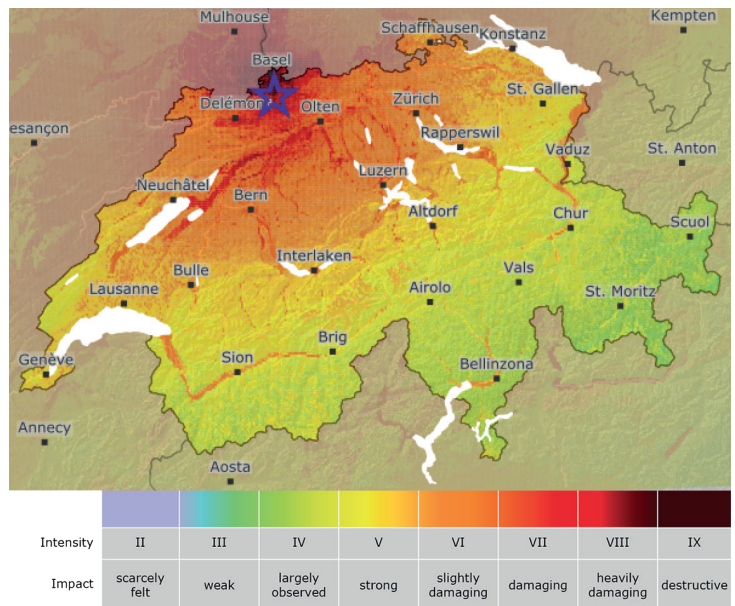 Mulhouse
Kempten
Schaffhausen
Konstanz
Basel
St. Gallen
Delémon
Olten
Zürich
esançon
Rapperswil
Vaduz
St. Anton
Neuchâtel
Bern
Luzern
Altdorf
Chur
Scuol
Interlaken
Bulle
Airolo
Vals
Lausanne
St. Moritz
Genève
Sion
Brig
Bellinzona
Annecy
Aosta
Intensity II III IV V VI VII VIII IX
Impact scarcely felt weak largely observed strong slightly damaging damaging heavily damaging destructive